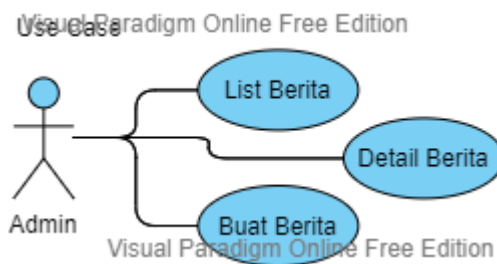 Visual Paradigm Online Free Edition
Use Case
List Berita
Detail Berita
Admin
Buat Berita
Visual Paradigm Online Free Edition